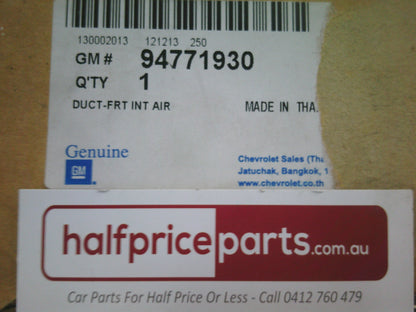 130002013 121213 250
GM # 94771930
Q'TY 1
DUCT-FRT INT AIR MADE IN THA.
Genuine
GM
Chevrolet Sales (Tha
Jatuchak, Bangkok, 1
www.chevrolet.co.th
halfpriceparts.com.au
Car Parts For Half Price Or Less - Call 0412 760 479